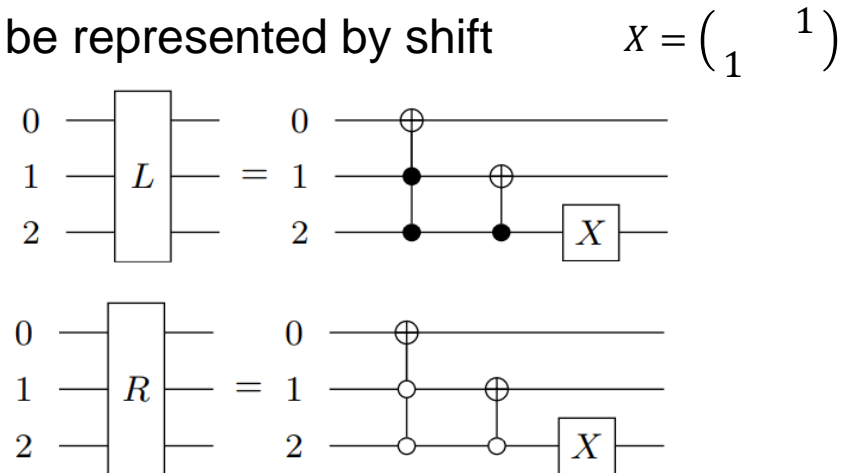 be represented by shift X = ( 1 1 )
0 0
1 L = 1
2 2 X
0 0
1 R = 1
2 2 X